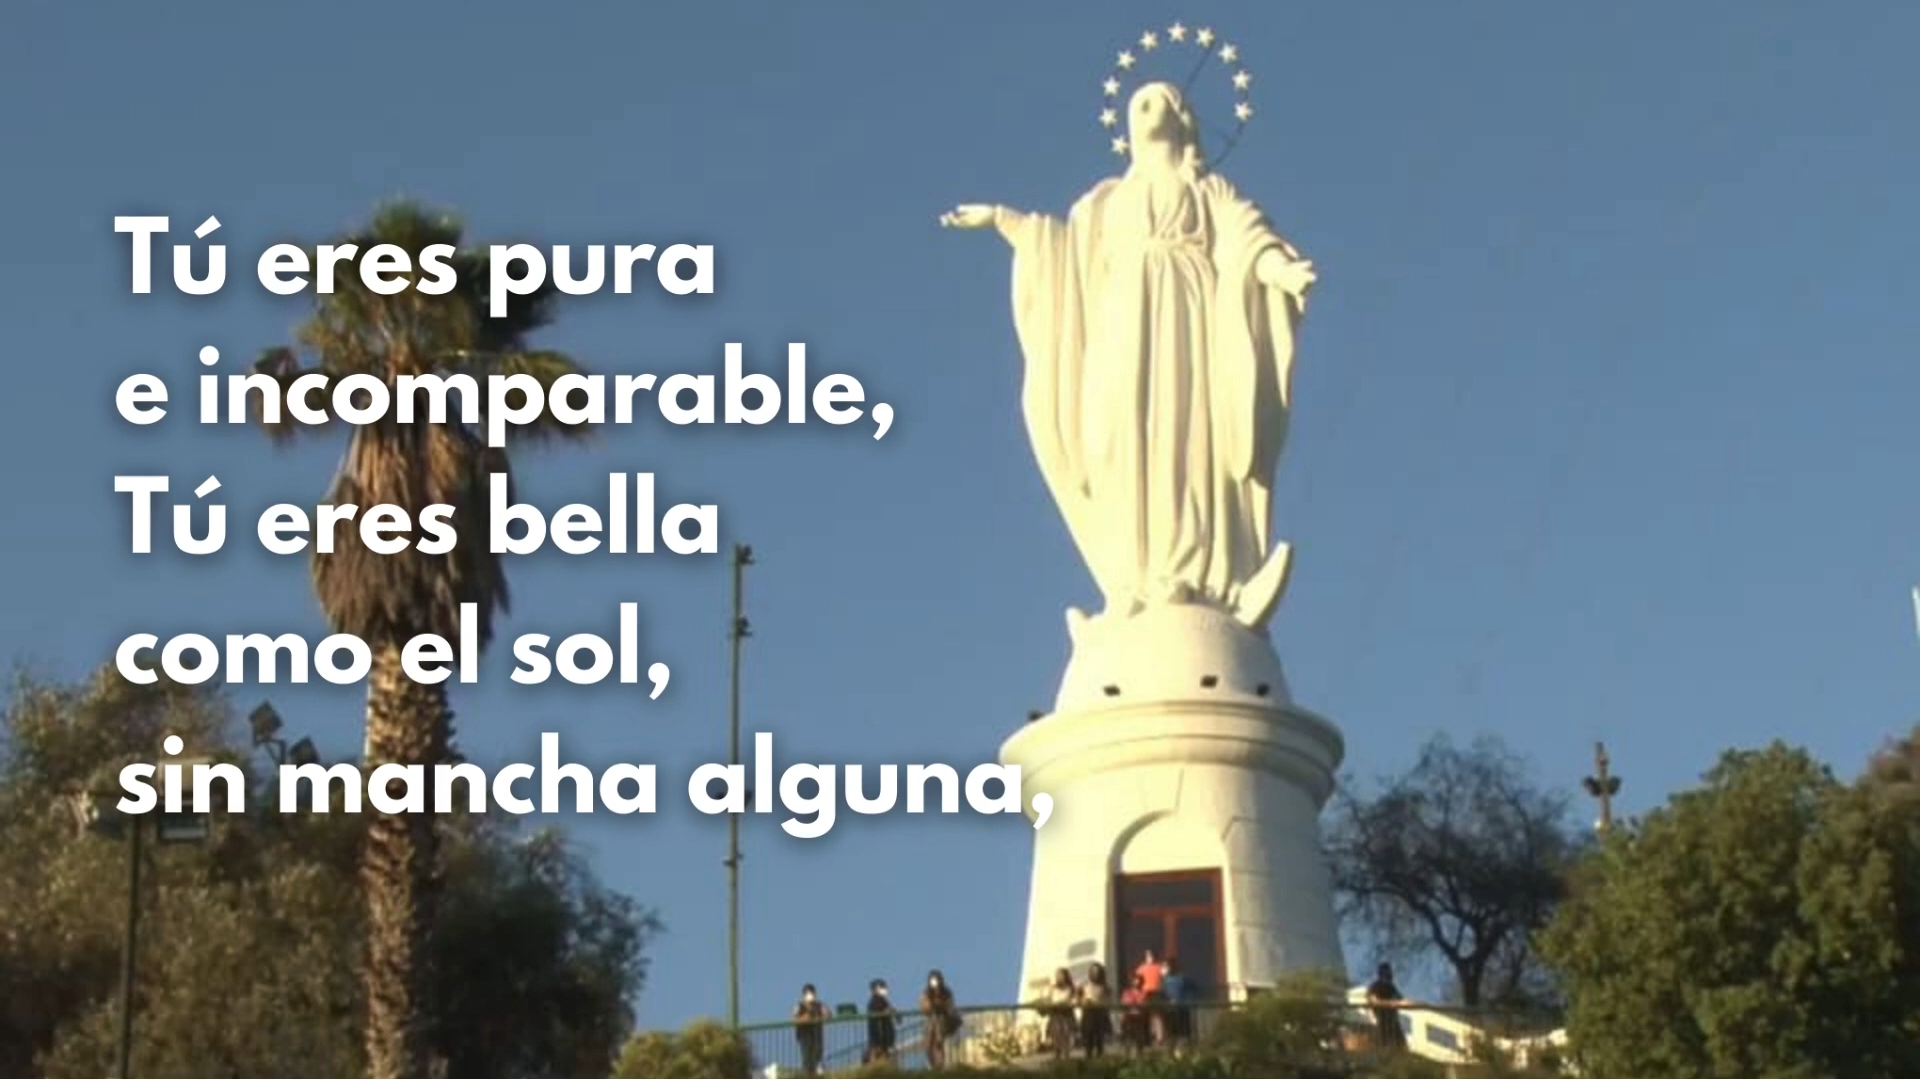 Tú eres pura
e incomparable,
Tú eres bella
como el sol,
sin mancha alguna,